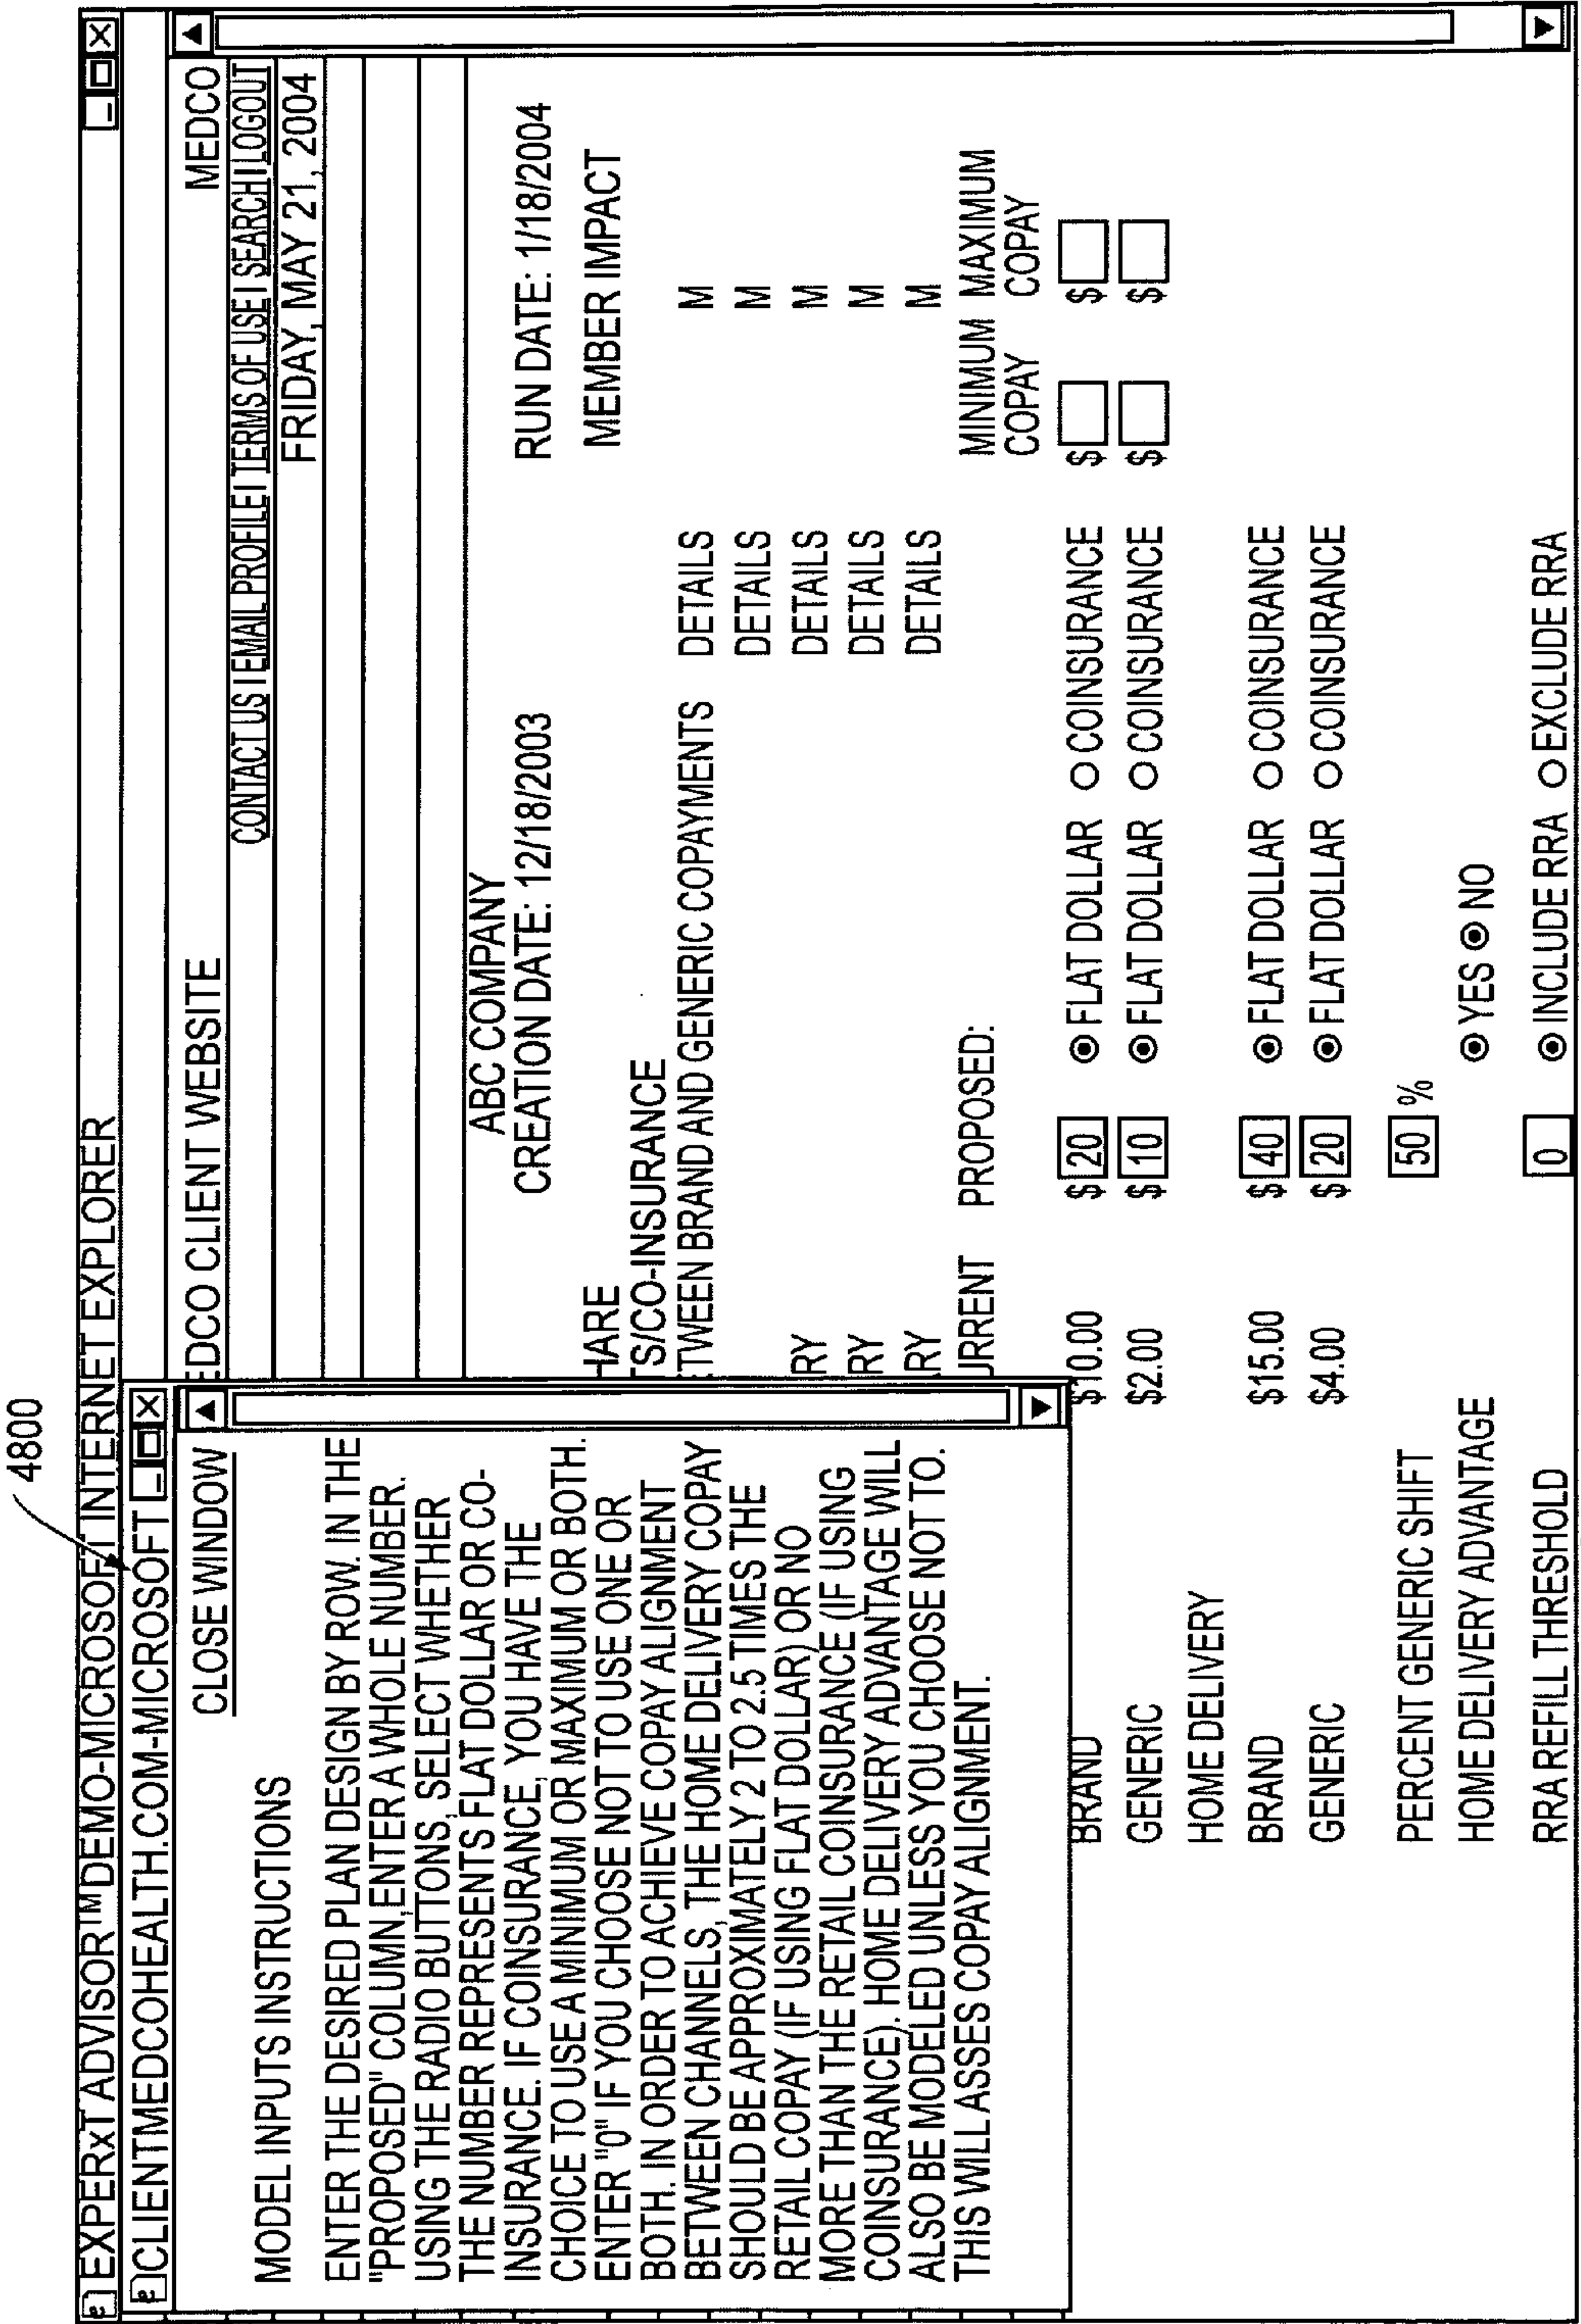 4800
EXPERxT ADVISOR™DEMO-MICROSOFT INTERNET EXPLORER
CLIENTMEDCOHEALTH.COM-MICROSOFT
CLOSE WINDOW
MODEL INPUTS INSTRUCTIONS
ENTER THE DESIRED PLAN DESIGN BY ROW. IN THE
"PROPOSED" COLUMN, ENTER A WHOLE NUMBER.
USING THE RADIO BUTTONS, SELECT WHETHER
THE NUMBER REPRESENTS FLAT DOLLAR OR CO-
INSURANCE. IF COINSURANCE, YOU HAVE THE
CHOICE TO USE A MINIMUM OR MAXIMUM OR BOTH.
ENTER "0" IF YOU CHOOSE NOT TO USE ONE OR
BOTH. IN ORDER TO ACHIEVE COPAY ALIGNMENT
BETWEEN CHANNELS, THE HOME DELIVERY COPAY
SHOULD BE APPROXIMATELY 2 TO 2.5 TIMES THE
RETAIL COPAY (IF USING FLAT DOLLAR) OR NO
MORE THAN THE RETAIL COINSURANCE (IF USING
COINSURANCE). HOME DELIVERY ADVANTAGE WILL
ALSO BE MODELED UNLESS YOU CHOOSE NOT TO.
THIS WILL ASSES COPAY ALIGNMENT.
EDCO CLIENT WEBSITE MEDCO
CONTACT US | EMAIL PROFILE | TERMS OF USE | SEARCH | LOGOUT
FRIDAY, MAY 21, 2004
ABC COMPANY
CREATION DATE: 12/18/2003 RUN DATE: 1/18/2004
HARE MEMBER IMPACT
TS/CO-INSURANCE
TWEEN BRAND AND GENERIC COPAYMENTS DETAILS M
DETAILS M
RY DETAILS M
RY DETAILS M
RY DETAILS M
URRENT PROPOSED: MINIMUM COPAY MAXIMUM COPAY
BRAND $10.00 $ 20 FLAT DOLLAR COINSURANCE $ $
GENERIC $2.00 $ 10 FLAT DOLLAR COINSURANCE $ $
HOME DELIVERY
BRAND $15.00 $ 40 FLAT DOLLAR COINSURANCE
GENERIC $4.00 $ 20 FLAT DOLLAR COINSURANCE
PERCENT GENERIC SHIFT 50 %
HOME DELIVERY ADVANTAGE YES NO
RRA REFILL THRESHOLD 0 INCLUDE RRA EXCLUDE RRA